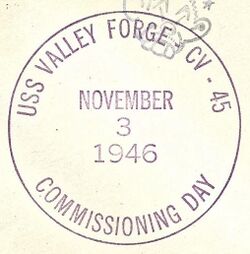 USS VALLEY FORGE - CV - 45
NOVEMBER
3
1946
COMMISSIONING DAY